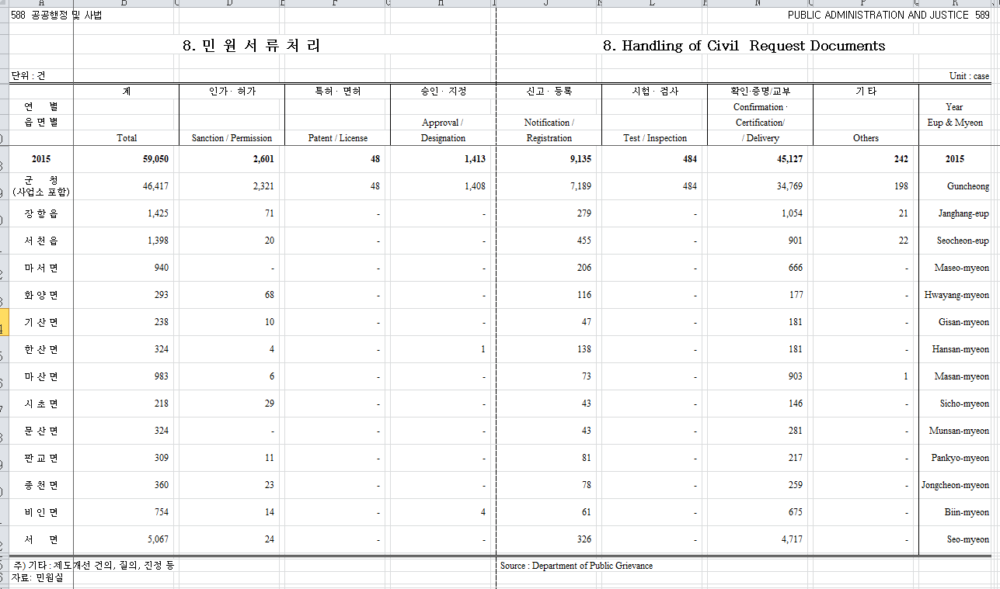 A B C D E F G H I J K L M N O P Q R
588 공공행정 및 사법 PUBLIC ADMINISTRATION AND JUSTICE 589
8. 민 원 서 류 처 리 8. Handling of Civil Request Documents
단위 : 건 Unit : case
계 인가 · 허가 특허 · 면허 승인 · 지정 신고 · 등록 시험 · 검사 확인·증명/교부 기 타
연 별 Confirmation · Year
읍 면 별 Approval / Notification / Certification/ Eup & Myeon
Total Sanction / Permission Patent / License Designation Registration Test / Inspection / Delivery Others
2015 59,050 2,601 48 1,413 9,135 484 45,127 242 2015
군 청
(사업소 포함) 46,417 2,321 48 1,408 7,189 484 34,769 198 Guncheong
장 항 읍 1,425 71 - - 279 - 1,054 21 Janghang-eup
서 천 읍 1,398 20 - - 455 - 901 22 Seocheon-eup
마 서 면 940 - - - 206 - 666 - Maseo-myeon
화 양 면 293 68 - - 116 - 177 - Hwayang-myeon
기 산 면 238 10 - - 47 - 181 - Gisan-myeon
한 산 면 324 4 - 1 138 - 181 - Hansan-myeon
마 산 면 983 6 - - 73 - 903 1 Masan-myeon
시 초 면 218 29 - - 43 - 146 - Sicho-myeon
문 산 면 324 - - - 43 - 281 - Munsan-myeon
판 교 면 309 11 - - 81 - 217 - Pankyo-myeon
종 천 면 360 23 - - 78 - 259 - Jongcheon-myeon
비 인 면 754 14 - 4 61 - 675 - Biin-myeon
서 면 5,067 24 - - 326 - 4,717 - Seo-myeon
주) 기타 : 제도개선 건의, 질의, 진정 등 Source : Department of Public Grievance
자료: 민원실